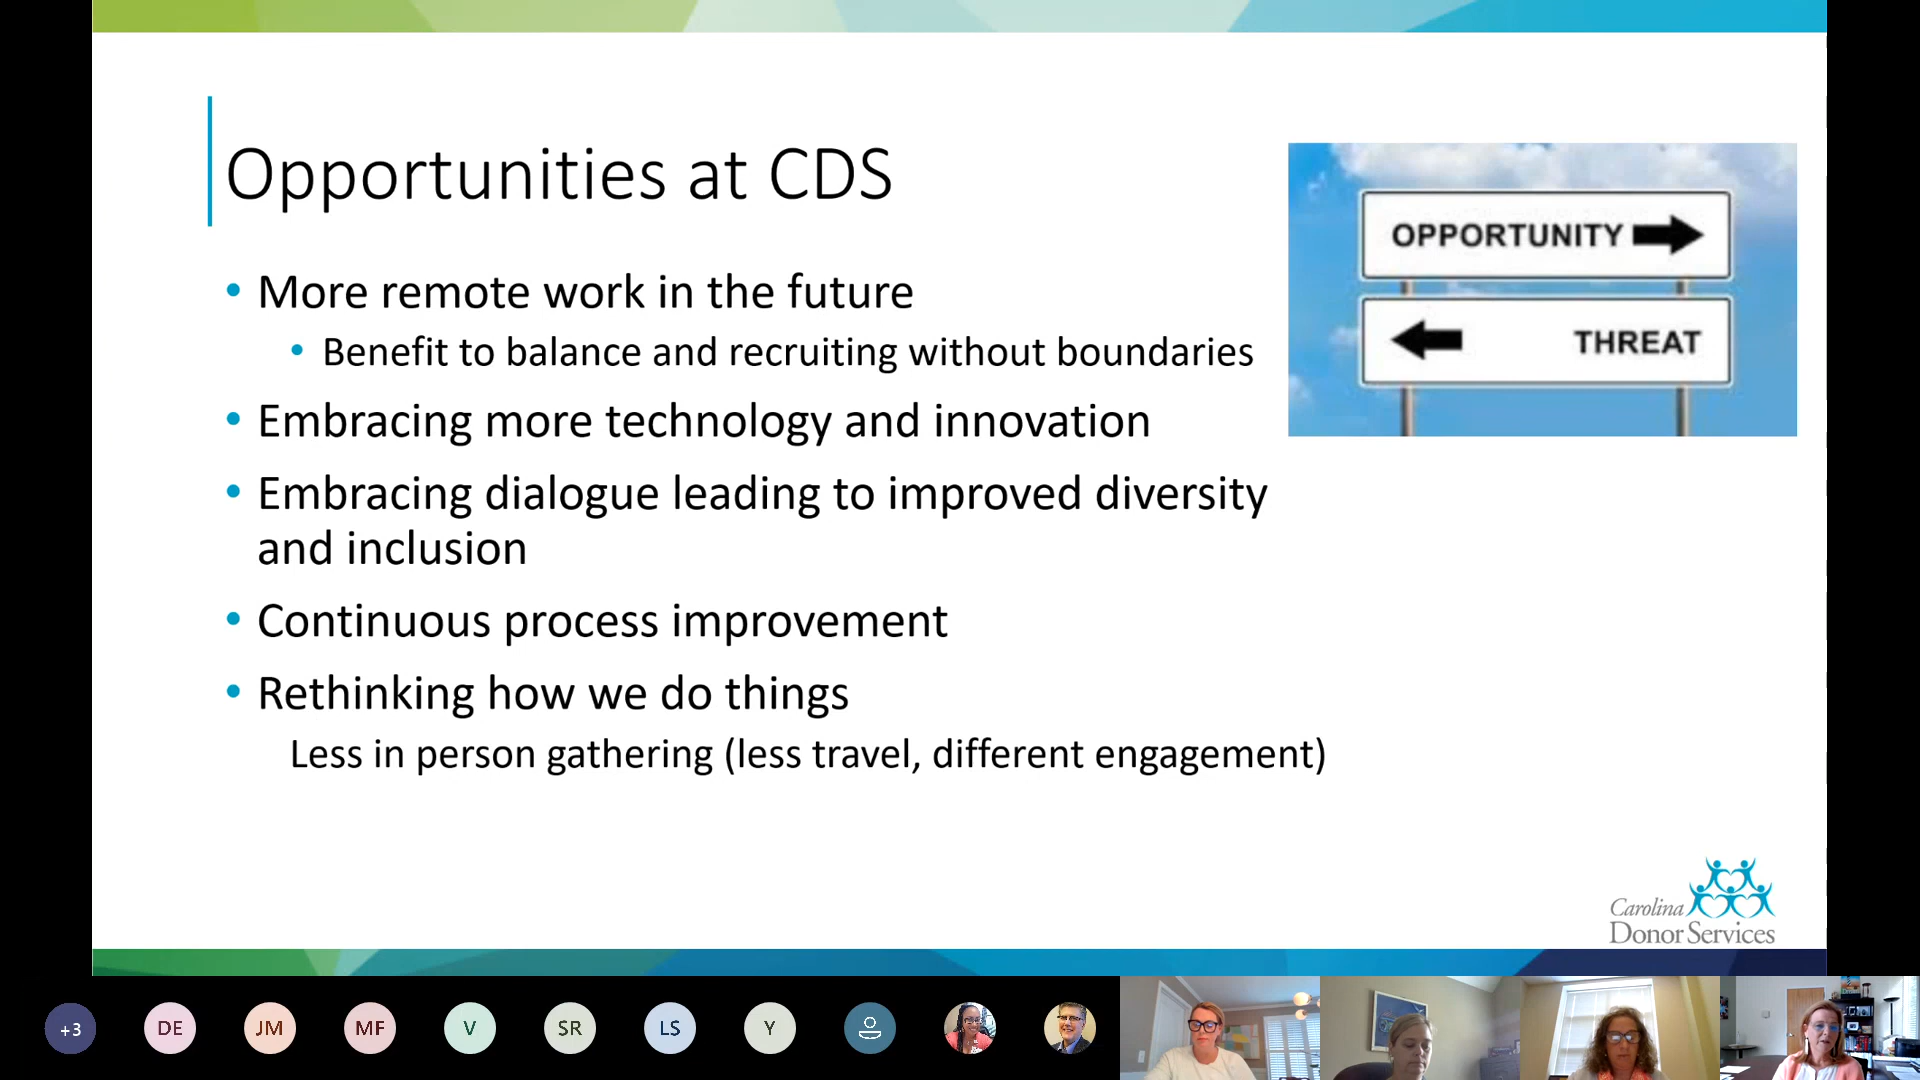 Opportunities at CDS
OPPORTUNITY
THREAT
• More remote work in the future
• Benefit to balance and recruiting without boundaries
• Embracing more technology and innovation
• Embracing dialogue leading to improved diversity
and inclusion
• Continuous process improvement
• Rethinking how we do things
Less in person gathering (less travel, different engagement)
Carolina
Donor Services
+3
DE
JM
MF
V
SR
LS
Y